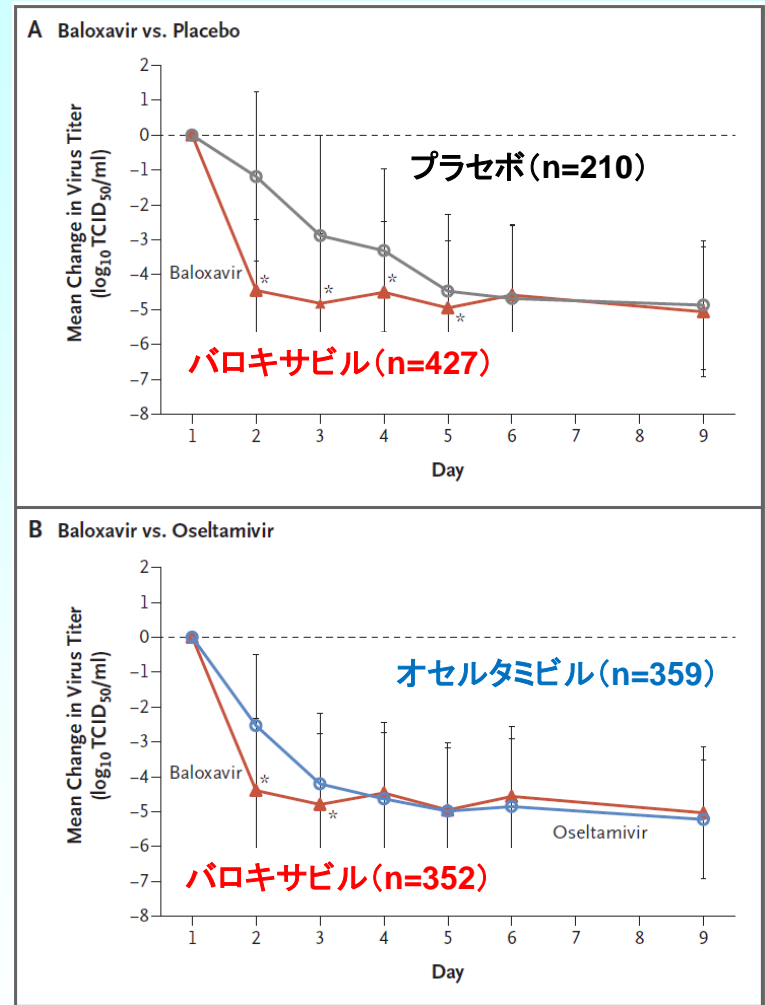 A Baloxavir vs. Placebo
Mean Change in Virus Titer
(log10 TCID50/ml)
2
1
0
−1
−2
−3
−4
−5
−6
−7
−8
プラセボ（n=210）
Baloxavir
*
*
*
*
バロキサビル（n=427）
1 2 3 4 5 6 7 8 9
Day
B Baloxavir vs. Oseltamivir
Mean Change in Virus Titer
(log10 TCID50/ml)
2
1
0
−1
−2
−3
−4
−5
−6
−7
−8
オセルタミビル（n=359）
Baloxavir
*
*
Oseltamivir
バロキサビル（n=352）
1 2 3 4 5 6 7 8 9
Day